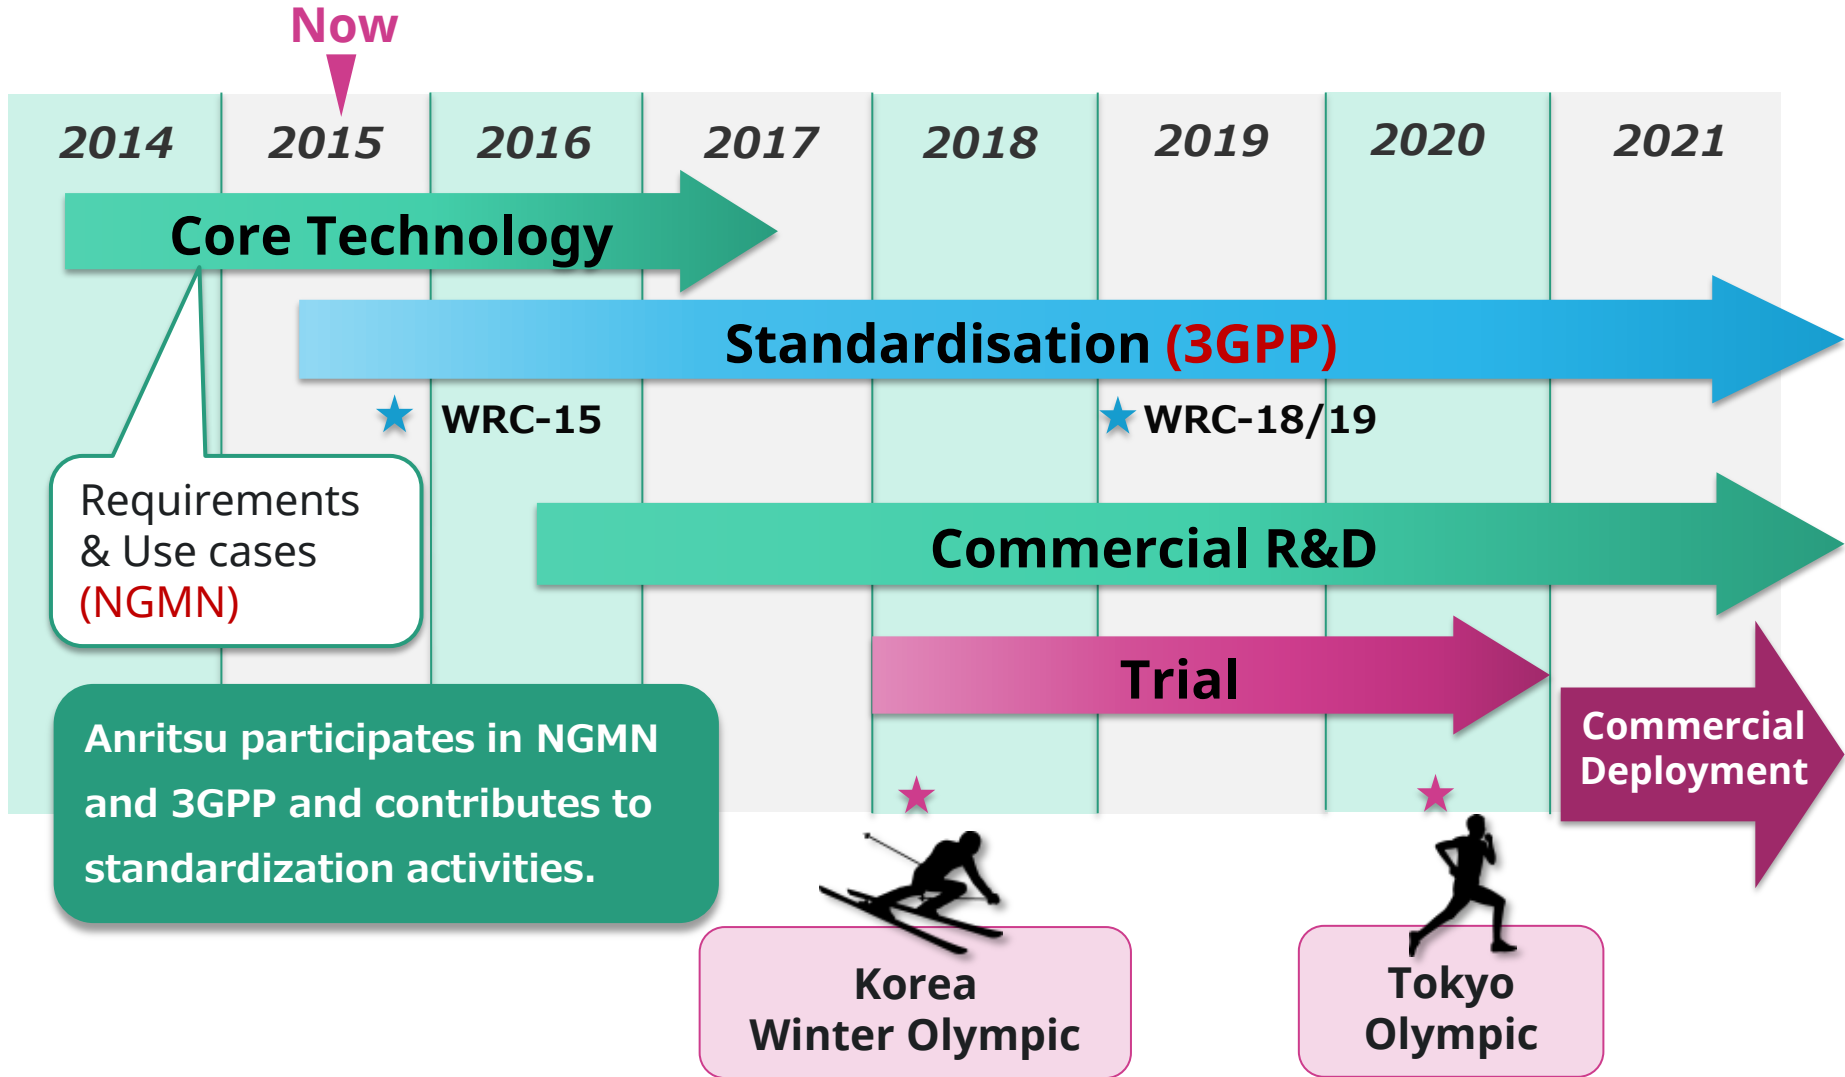 Now
2014 2015 2016 2017 2018 2019 2020 2021
Core Technology
Standardisation (3GPP)
WRC-15
WRC-18/19
Requirements
& Use cases
(NGMN)
Commercial R&D
Trial
Commercial
Deployment
Anritsu participates in NGMN
and 3GPP and contributes to
standardization activities.
Korea
Winter Olympic
Tokyo
Olympic